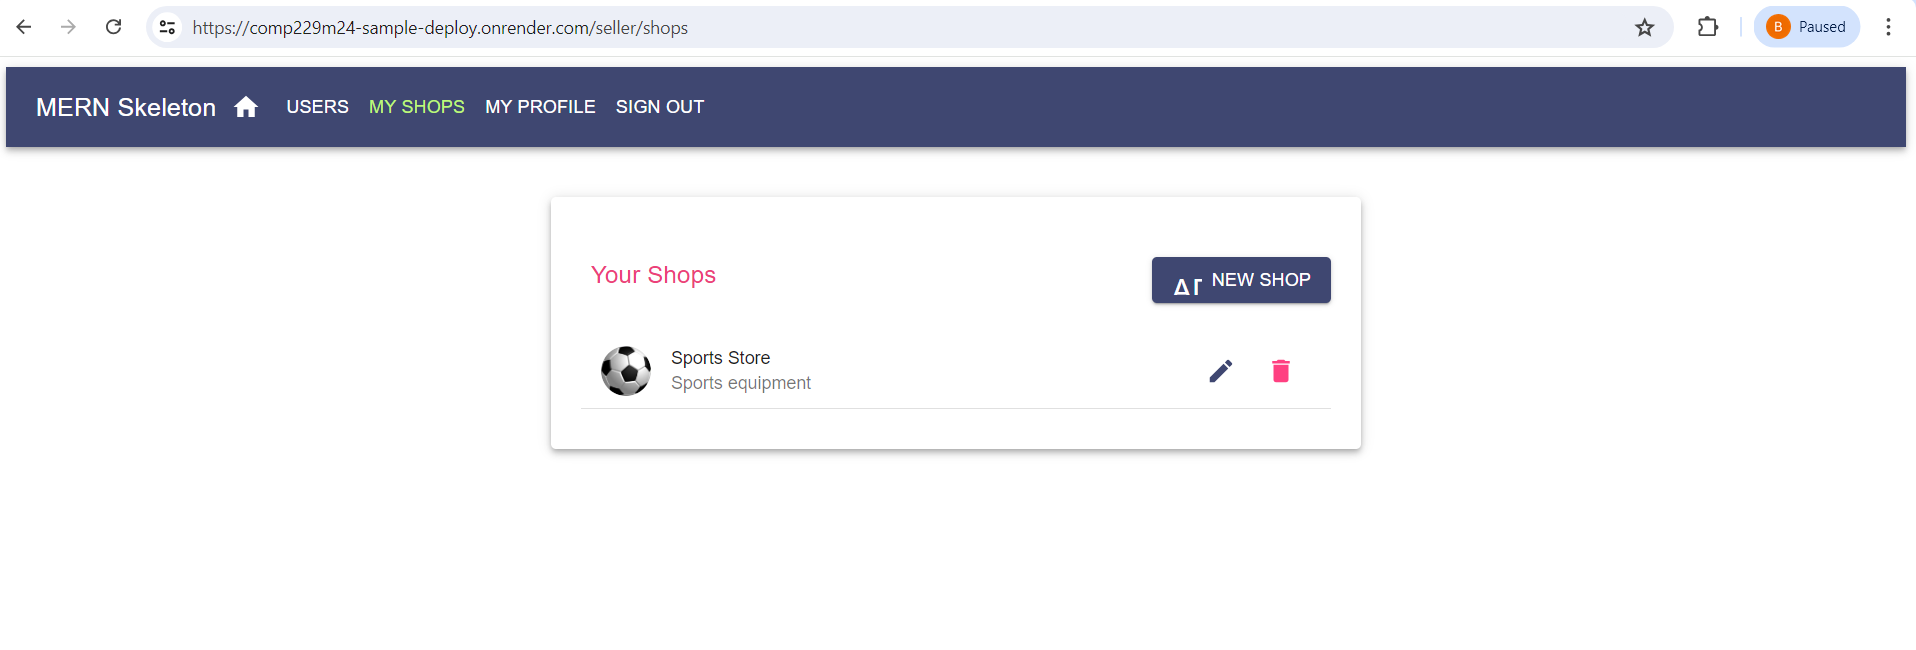 https://comp229m24-sample-deploy.onrender.com/seller/shops
B Paused
MERN Skeleton USERS MY SHOPS MY PROFILE SIGN OUT
Your Shops
NEW SHOP
Sports Store
Sports equipment